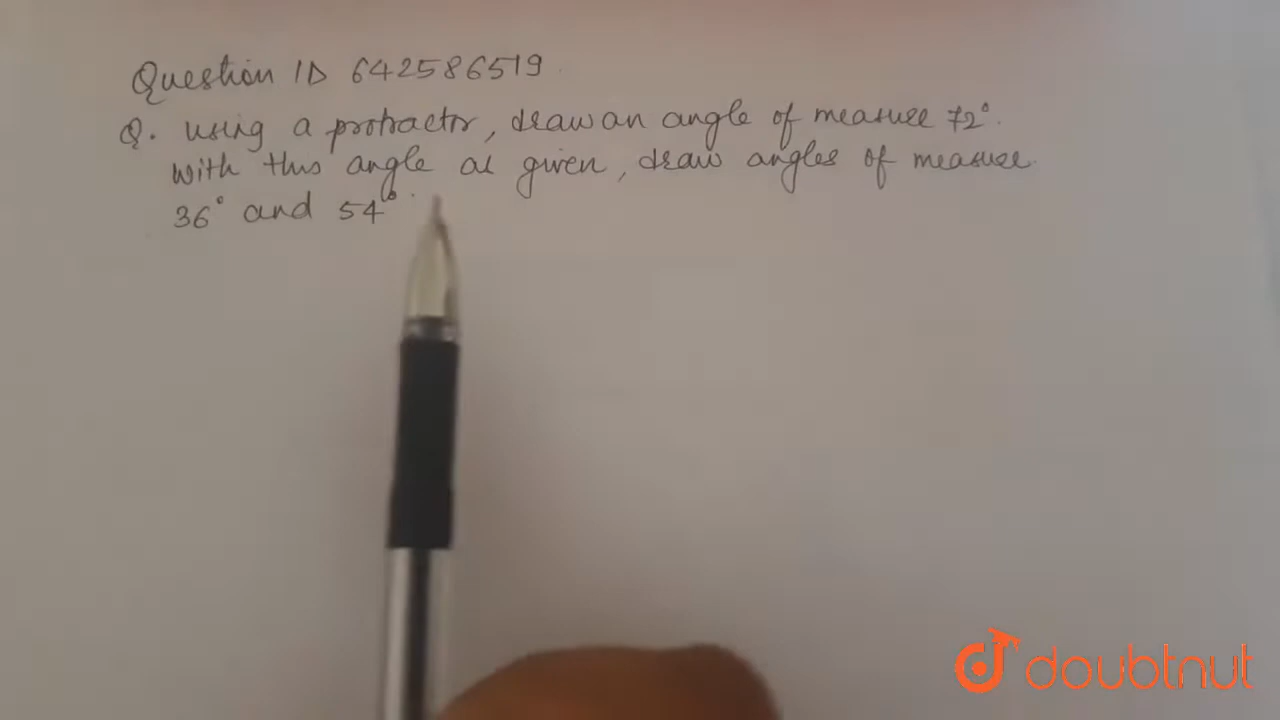 Question ID 642586519
Q. using a protractor, draw an angle of measure 72°.
With this angle as given, draw angles of measure
36° and 54°.
doubtnut